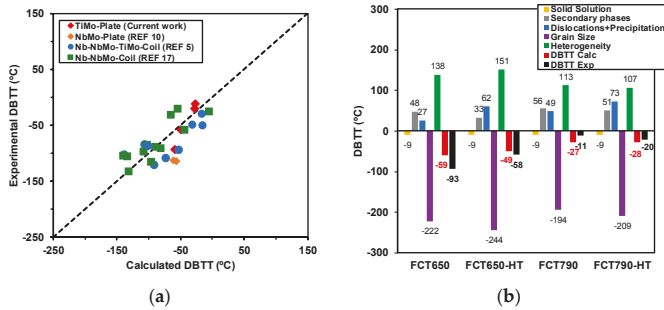 (a)
150
50
-50
-150
-250
-250
-150
-50
50
150
Experimental DBTT (ºC)
Calculated DBTT (ºC)
TiMo-Plate (Current work)
NbMo-Plate (REF 10)
Nb-NbMo-TiMo-Coil (REF 5)
Nb-NbMo-Coil (REF 17)
(a)
(b)
300
200
100
0
-100
-200
-300
DBTT (ºC)
Solid Solution
Secondary phases
Dislocations+Precipitation
Grain Size
Heterogeneity
DBTT Calc
DBTT Exp
-9
48
27
-222
138
-59
-93
-9
33
62
-244
151
-49
-58
-9
56
49
-194
113
-27
-11
-9
51
73
-209
107
-28
-20
FCT650
FCT650-HT
FCT790
FCT790-HT
(b)